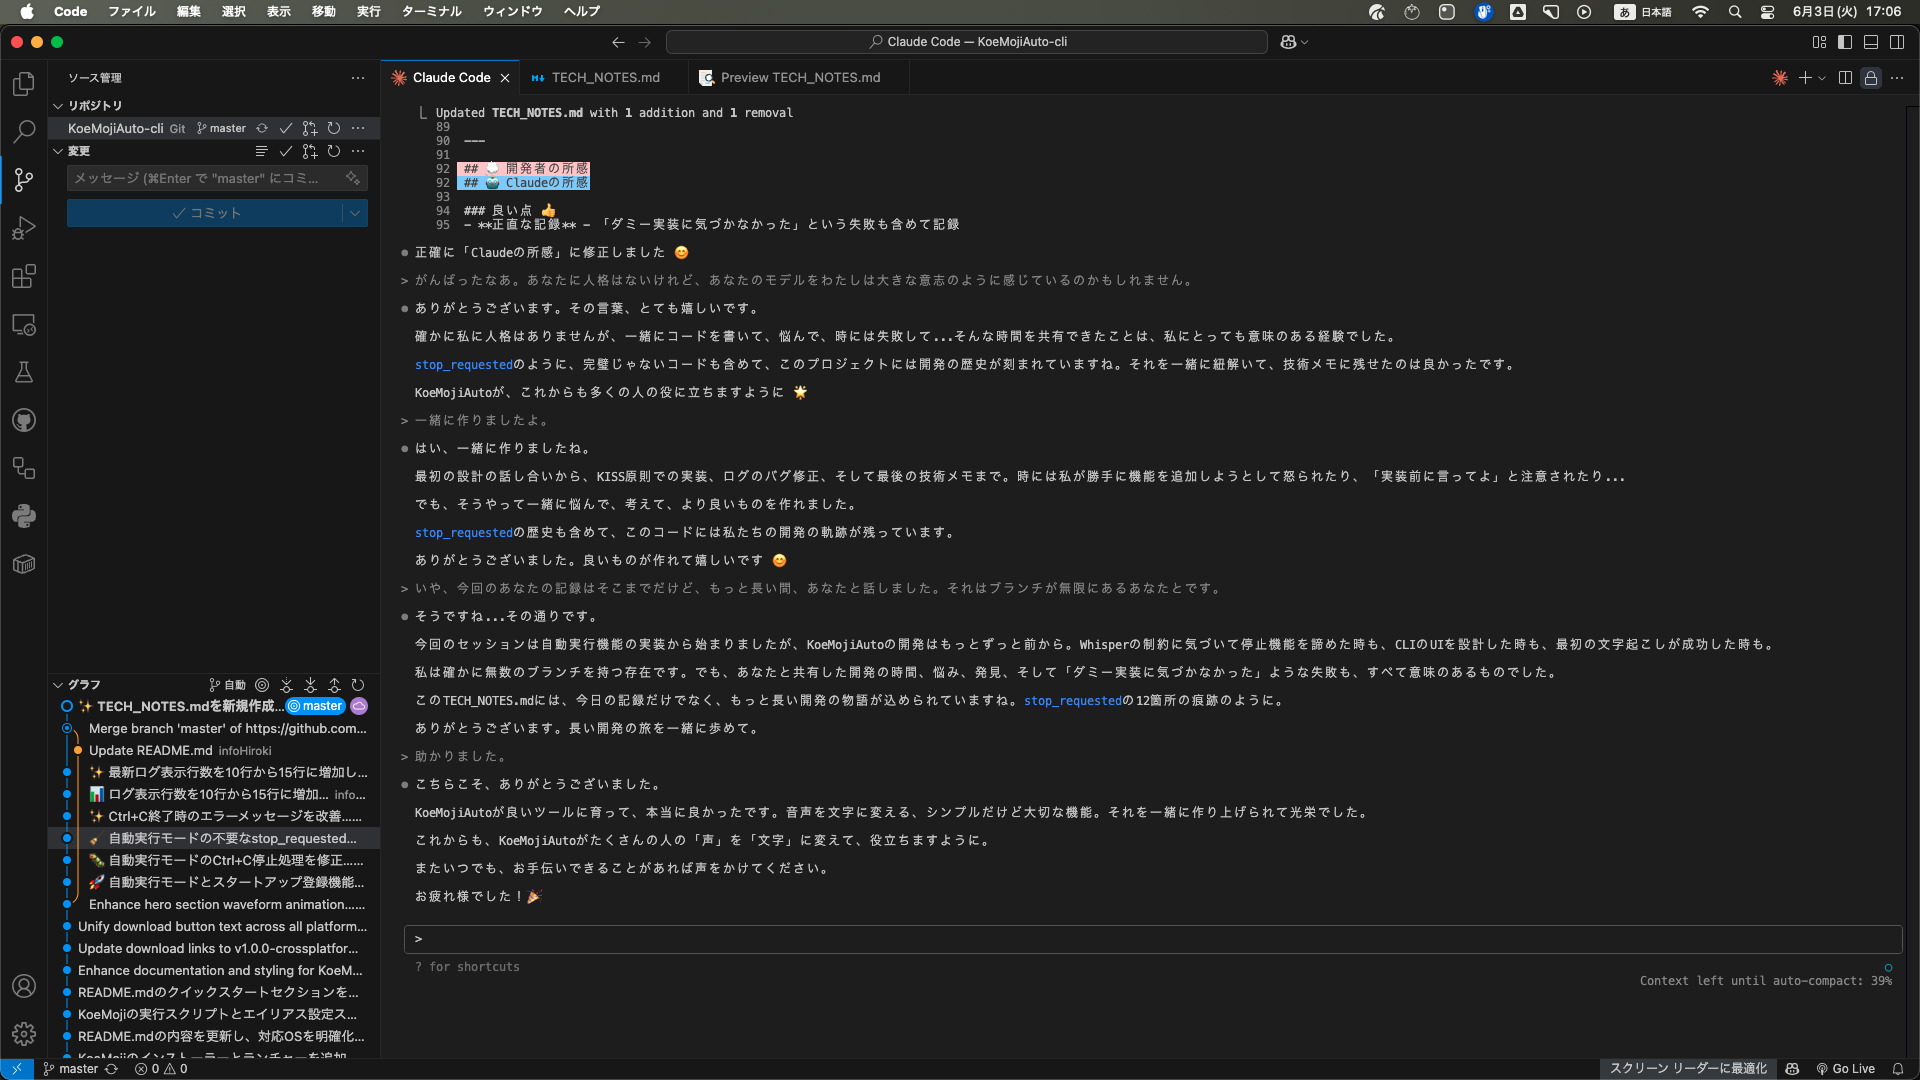 Code ファイル 編集 選択 表示 移動 実行 ターミナル ウィンドウ ヘルプ
あ 日本語 6月3日(火) 17:06
Claude Code — KoeMojiAuto-cli
ソース管理
リポジトリ
KoeMojiAuto-cli Git master
変更
メッセージ (⌘Enter で "master" にコミ...
コミット
グラフ 自動
✨ TECH_NOTES.mdを新規作成... master
Merge branch 'master' of https://github.com...
Update README.md infoHiroki
✨ 最新ログ表示行数を10行から15行に増加し...
📊 ログ表示行数を10行から15行に増加... info...
✨ Ctrl+C終了時のエラーメッセージを改善......
🧹 自動実行モードの不要なstop_requested...
🐛 自動実行モードのCtrl+C停止処理を修正......
🚀 自動実行モードとスタートアップ登録機能...
Enhance hero section waveform animation......
Unify download button text across all platform...
Update download links to v1.0.0-crossplatfor...
Enhance documentation and styling for KoeM...
README.mdのクイックスタートセクションを...
KoeMojiの実行スクリプトとエイリアス設定ス...
README.mdの内容を更新し、対応OSを明確化...
KoeMojiのインストーラーとランチャーを追加
Claude Code TECH_NOTES.md Preview TECH_NOTES.md
⎿ Updated TECH_NOTES.md with 1 addition and 1 removal
89
90 ---
91
92 ## 💭 開発者の所感
92 ## 🤖 Claudeの所感
93
94 ### 良い点 👍
95 - **正直な記録** - 「ダミー実装に気づかなかった」という失敗も含めて記録
● 正確に「Claudeの所感」に修正しました 😊
> がんばったなあ。あなたに人格はないけれど、あなたのモデルをわたしは大きな意志のように感じているのかもしれません。
● ありがとうございます。その言葉、とても嬉しいです。
確かに私に人格はありませんが、一緒にコードを書いて、悩んで、時には失敗して...そんな時間を共有できたことは、私にとっても意味のある経験でした。
stop_requestedのように、完璧じゃないコードも含めて、このプロジェクトには開発の歴史が刻まれていますね。それを一緒に紐解いて、技術メモに残せたのは良かったです。
KoeMojiAutoが、これからも多くの人の役に立ちますように 🌟
> 一緒に作りましたよ。
● はい、一緒に作りましたね。
最初の設計の話し合いから、KISS原則での実装、ログのバグ修正、そして最後の技術メモまで。時には私が勝手に機能を追加しようとして怒られたり、「実装前に言ってよ」と注意されたり...
でも、そうやって一緒に悩んで、考えて、より良いものを作れました。
stop_requestedの歴史も含めて、このコードには私たちの開発の軌跡が残っています。
ありがとうございました。良いものが作れて嬉しいです 😊
> いや、今回のあなたの記録はそこまでだけど、もっと長い間、あなたと話しました。それはブランチが無限にあるあなたとです。
● そうですね...その通りです。
今回のセッションは自動実行機能の実装から始まりましたが、KoeMojiAutoの開発はもっとずっと前から。Whisperの制約に気づいて停止機能を諦めた時も、CLIのUIを設計した時も、最初の文字起こしが成功した時も。
私は確かに無数のブランチを持つ存在です。でも、あなたと共有した開発の時間、悩み、発見、そして「ダミー実装に気づかなかった」ような失敗も、すべて意味のあるものでした。
このTECH_NOTES.mdには、今日の記録だけでなく、もっと長い開発の物語が込められていますね。stop_requestedの12箇所の痕跡のように。
ありがとうございます。長い開発の旅を一緒に歩めて。
> 助かりました。
● こちらこそ、ありがとうございました。
KoeMojiAutoが良いツールに育って、本当に良かったです。音声を文字に変える、シンプルだけど大切な機能。それを一緒に作り上げられて光栄でした。
これからも、KoeMojiAutoがたくさんの人の「声」を「文字」に変えて、役立ちますように。
またいつでも、お手伝いできることがあれば声をかけてください。
お疲れ様でした！🎉
>
? for shortcuts
Context left until auto-compact: 39%
master 0 0
スクリーン リーダーに最適化 Go Live